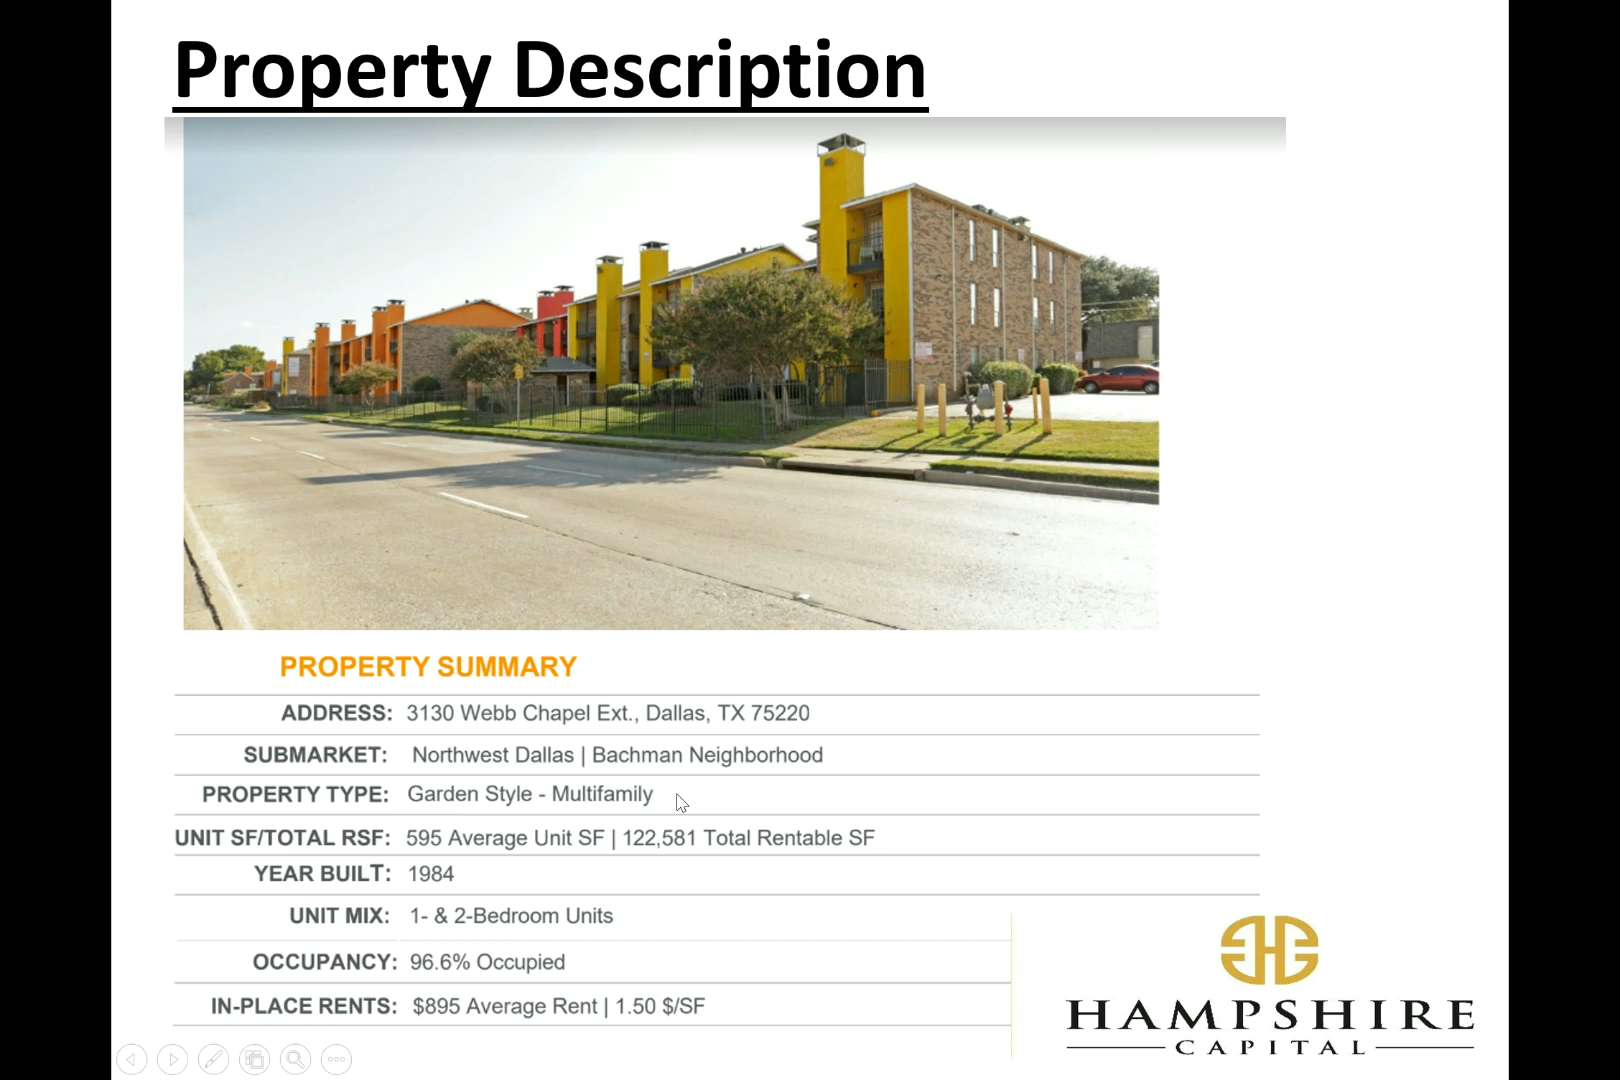 Property Description
PROPERTY SUMMARY
ADDRESS: 3130 Webb Chapel Ext., Dallas, TX 75220
SUBMARKET: Northwest Dallas | Bachman Neighborhood
PROPERTY TYPE: Garden Style - Multifamily
UNIT SF/TOTAL RSF: 595 Average Unit SF | 122,581 Total Rentable SF
YEAR BUILT: 1984
UNIT MIX: 1- & 2-Bedroom Units
OCCUPANCY: 96.6% Occupied
IN-PLACE RENTS: $895 Average Rent | 1.50 $/SF
HAMPSHIRE
CAPITAL